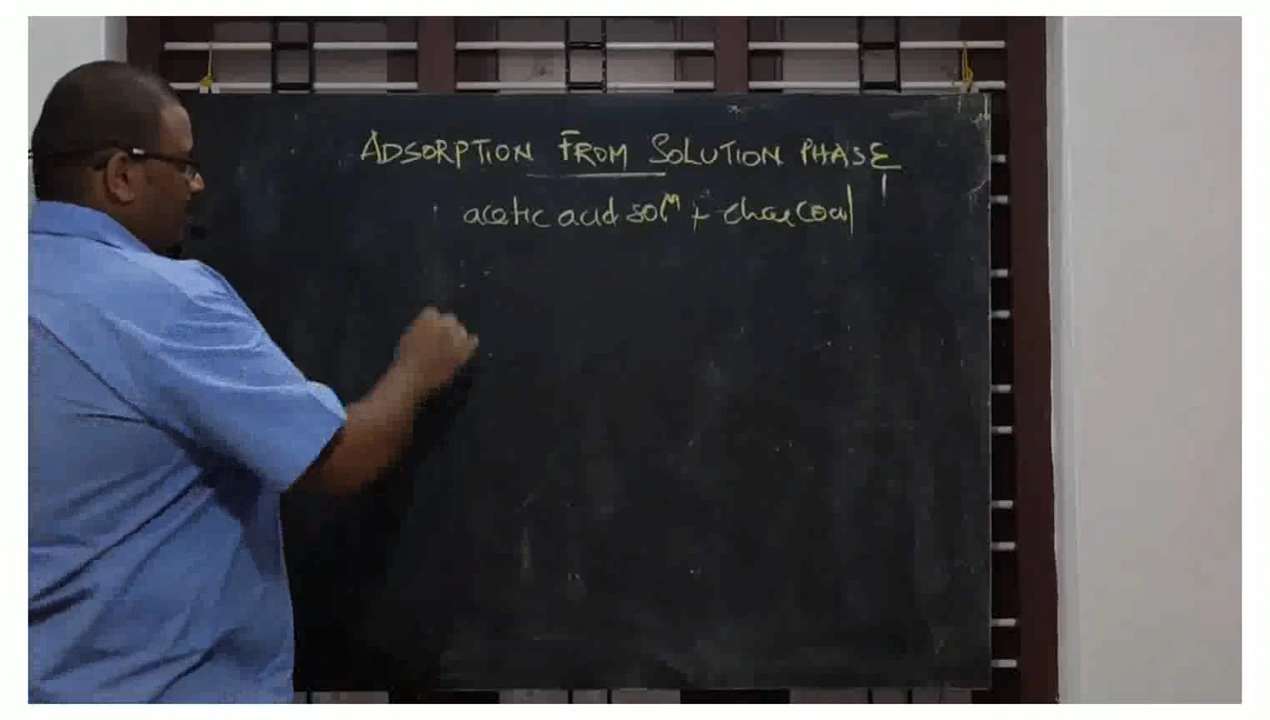 ADSORPTION FROM SOLUTION PHASE
acetic acid solⁿ + charcoal